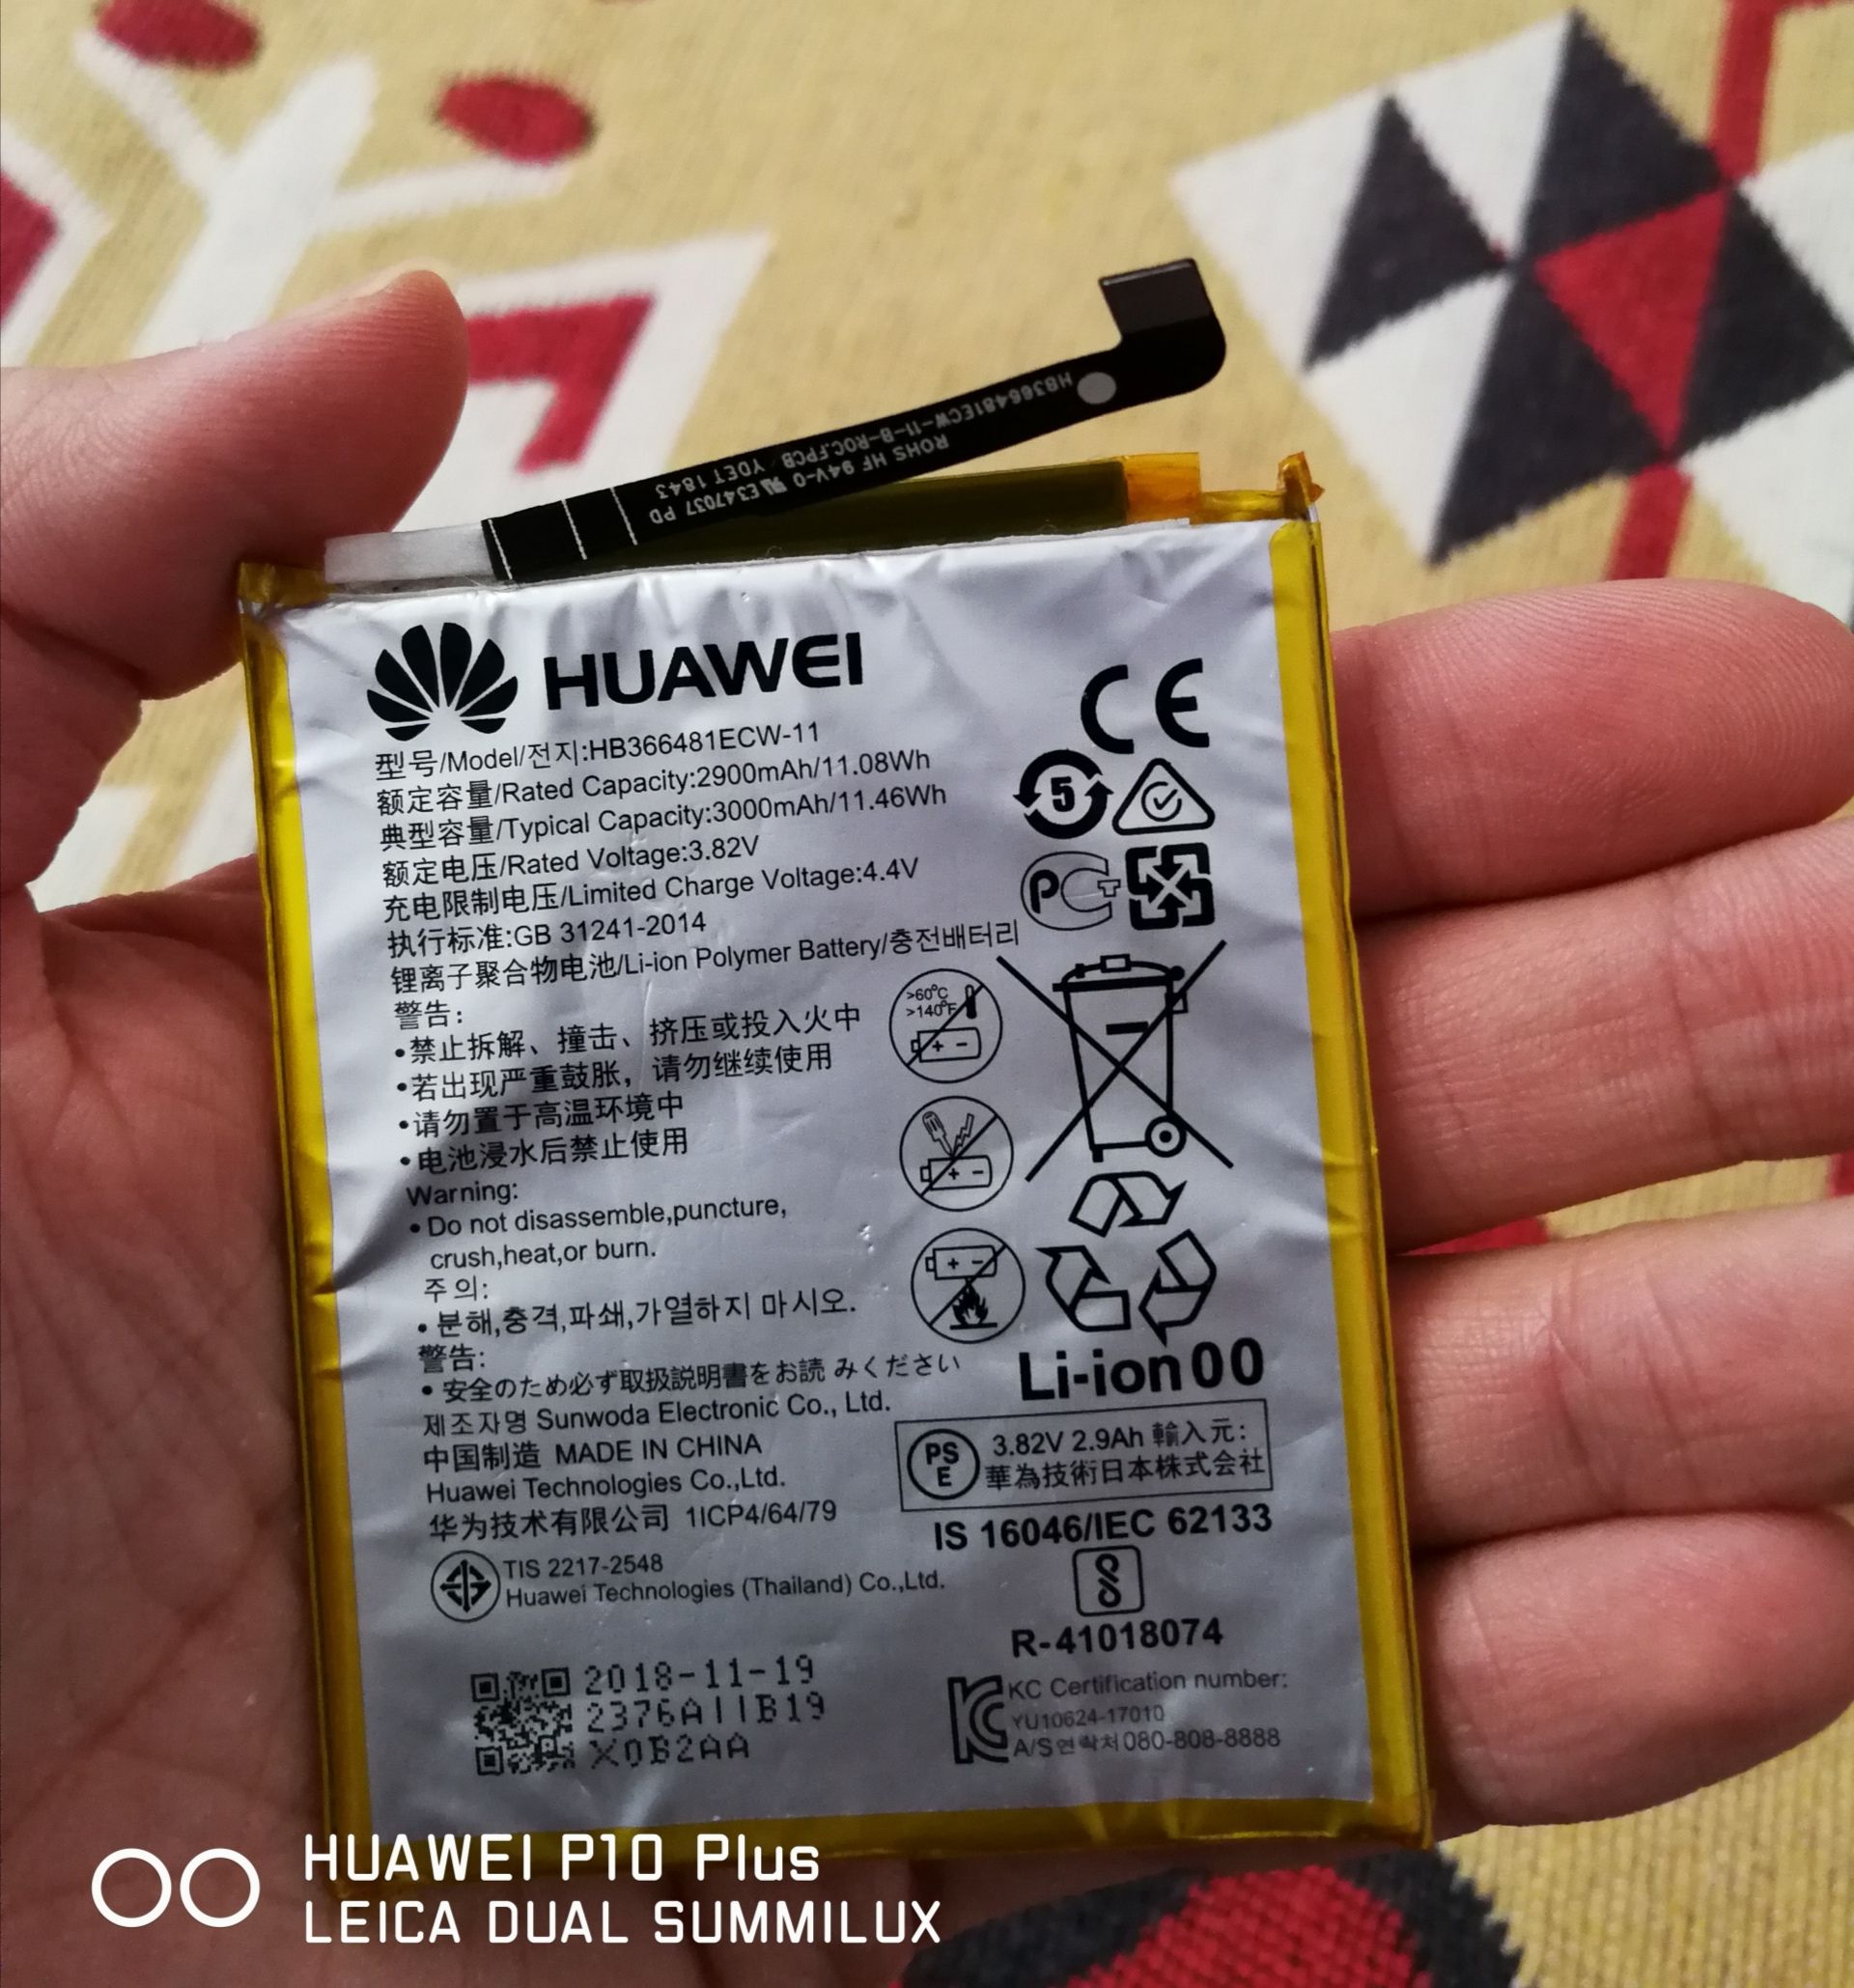 HB366481ECW-11-B-ROC.FPCB YDET 1843
ROHS HF 94V-0 E347037 PD
HUAWEI
CE
型号/Model/전지:HB366481ECW-11
额定容量/Rated Capacity:2900mAh/11.08Wh
典型容量/Typical Capacity:3000mAh/11.46Wh
额定电压/Rated Voltage:3.82V
充电限制电压/Limited Charge Voltage:4.4V
执行标准:GB 31241-2014
锂离子聚合物电池/Li-ion Polymer Battery/충전배터리
5
PCT
警告:
•禁止拆解、撞击、挤压或投入火中
•若出现严重鼓胀，请勿继续使用
•请勿置于高温环境中
•电池浸水后禁止使用
>60°C
>140°F
+ -
+ -
+ -
Warning:
• Do not disassemble,puncture,
crush,heat,or burn.
주의:
• 분해,충격,파쇄,가열하지 마시오.
警告:
• 安全のため必ず取扱説明書をお読 みください
제조자명 Sunwoda Electronic Co., Ltd.
中国制造 MADE IN CHINA
Huawei Technologies Co.,Ltd.
华为技术有限公司 1ICP4/64/79
TIS 2217-2548
Huawei Technologies (Thailand) Co.,Ltd.
2018-11-19
2376A11B19
X0B2AA
Li-ion 00
PS
E
3.82V 2.9Ah 輸入元:
華為技術日本株式会社
IS 16046/IEC 62133
R-41018074
KC Certification number:
YU10624-17010
A/S연락처080-808-8888
HUAWEI P10 Plus
LEICA DUAL SUMMILUX